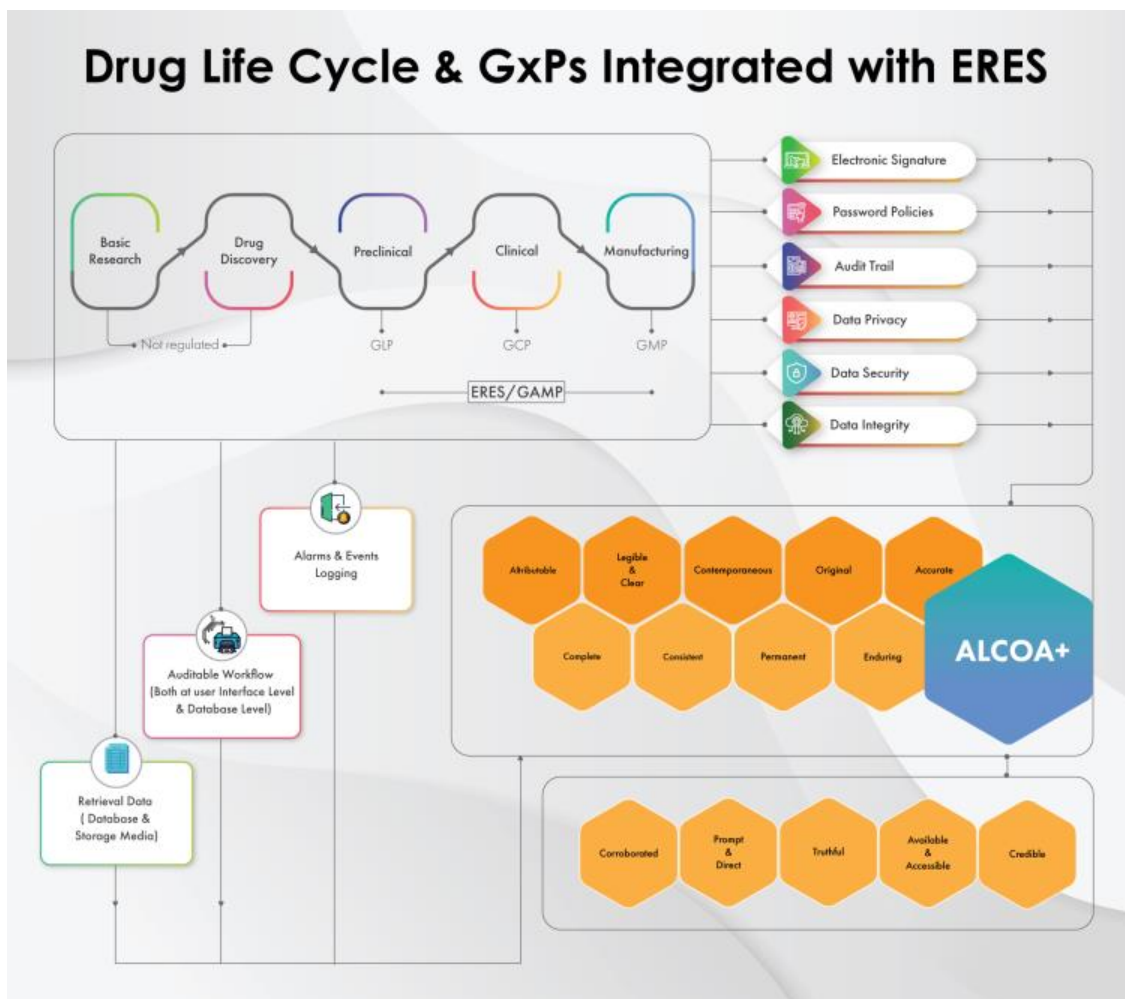 Drug Life Cycle & GxPs Integrated with ERES
Basic
Research
Drug
Discovery
Preclinical
Clinical
Manufacturing
Not regulated
GLP
GCP
GMP
ERES/GAMP
Electronic Signature
Password Policies
Audit Trail
Data Privacy
Data Security
Data Integrity
Alarms & Events
Logging
Auditable Workflow
(Both at user Interface Level
& Database Level)
Retrieval Data
( Database &
Storage Media)
Attributable
Legible
&
Clear
Contemporaneous
Original
Accurate
Complete
Consistent
Permanent
Enduring
ALCOA+
Corroborated
Prompt
&
Direct
Truthful
Available
&
Accessible
Credible